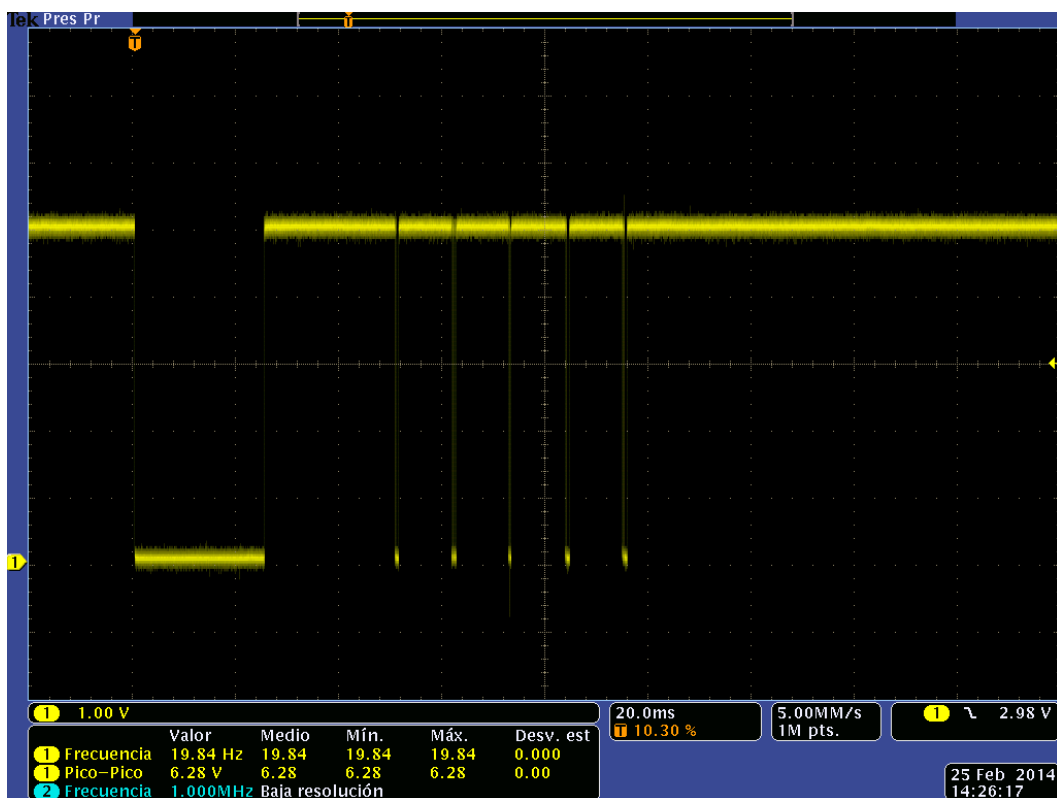 Tek Pres Pr
T
T
1
1 1.00 V
20.0ms
T 10.30 %
5.00MM/s
1M pts.
1 2.98 V
Valor Medio Mín. Máx. Desv. est
1 Frecuencia 19.84 Hz 19.84 19.84 19.84 0.000
1 Pico-Pico 6.28 V 6.28 6.28 6.28 0.00
2 Frecuencia 1.000MHz Baja resolución
25 Feb 2014
14:26:17